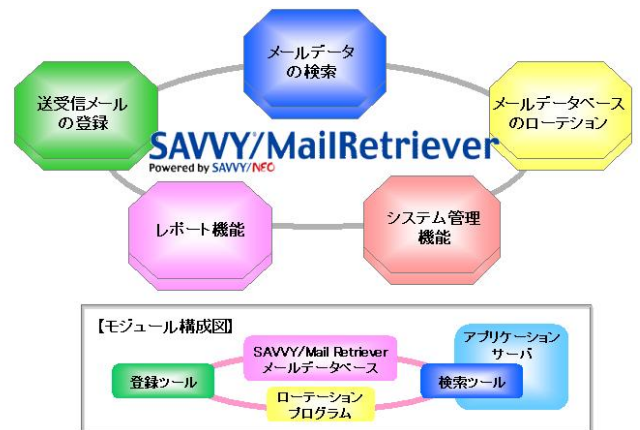 メールデータ
の検索
送受信メール
の登録
メールデータベース
のローテション
SAVVY/MailRetriever
Powered by SAVVY/NEO
レポート機能
システム管理
機能
【モジュール構成図】
アプリケーション
サーバ
SAVVY/Mail Retriever
メールデータベース
登録ツール
検索ツール
ローテーション
プログラム